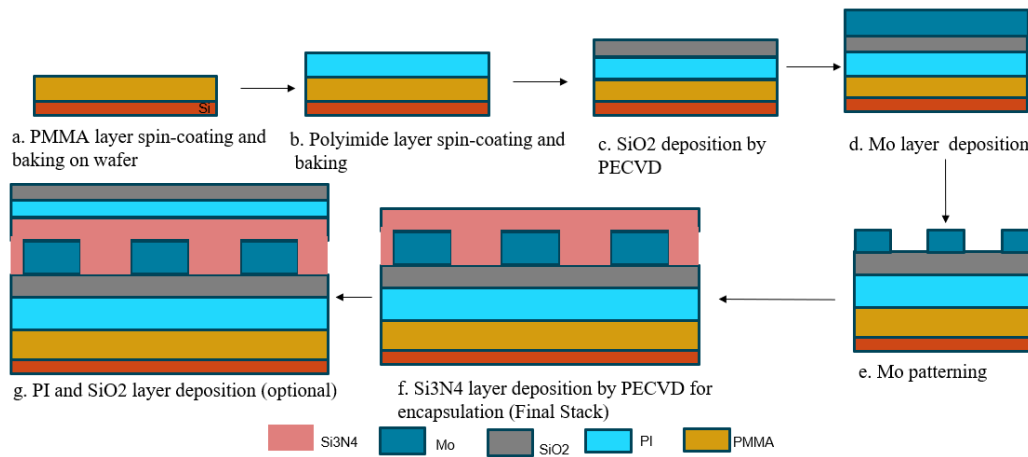 Si
a. PMMA layer spin-coating and
baking on wafer
b. Polyimide layer spin-coating and
baking
c. SiO2 deposition by
PECVD
d. Mo layer deposition
e. Mo patterning
f. Si3N4 layer deposition by PECVD for
encapsulation (Final Stack)
g. PI and SiO2 layer deposition (optional)
Si3N4
Mo
SiO2
PI
PMMA